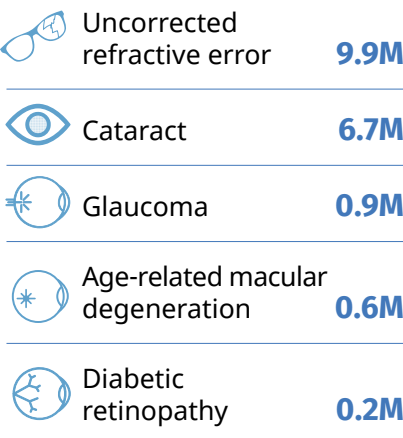 Uncorrected
refractive error 9.9M
Cataract 6.7M
Glaucoma 0.9M
Age-related macular
degeneration 0.6M
Diabetic
retinopathy 0.2M